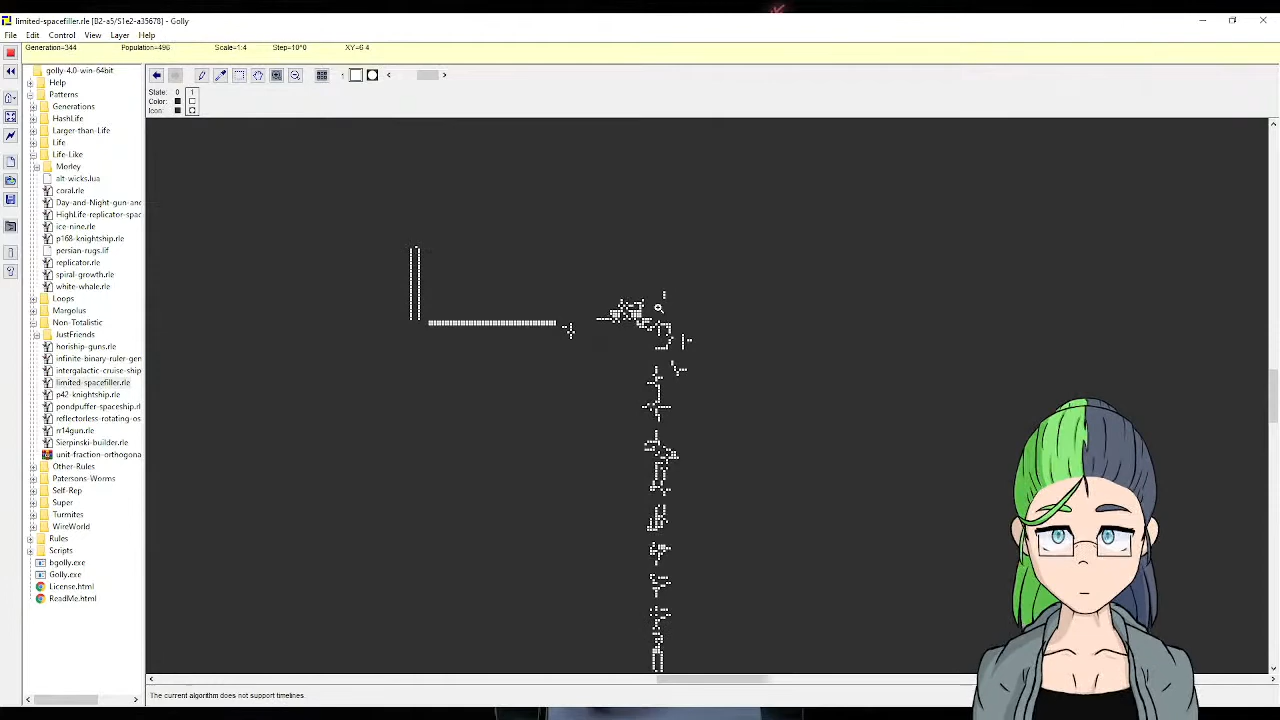 limited-spacefiller.rle [B2-a5/S1e2-a35678] - Golly
File Edit Control View Layer Help
Generation=344 Population=496 Scale=1:4 Step=10^0 XY=6 4
golly-4.0-win-64bit
Help
Patterns
Generations
HashLife
Larger-than-Life
Life
Life-Like
Morley
alt-wicks.lua
coral.rle
Day-and-Night-gun-and
HighLife-replicator-spac
ice-nine.rle
p168-knightship.rle
persian-rugs.lif
replicator.rle
spiral-growth.rle
white-whale.rle
Loops
Margolus
Non-Totalistic
JustFriends
horiship-guns.rle
infinite-binary-ruler-gen
intergalactic-cruise-ship
limited-spacefiller.rle
p42-knightship.rle
pondpuffer-spaceship.rl
reflectorless-rotating-os
rr14gun.rle
Sierpinski-builder.rle
unit-fraction-orthogona
Other-Rules
Patersons-Worms
Self-Rep
Super
Turmites
WireWorld
Rules
Scripts
bgolly.exe
Golly.exe
License.html
ReadMe.html
State: 0 1
Color:
Icon:
The current algorithm does not support timelines.